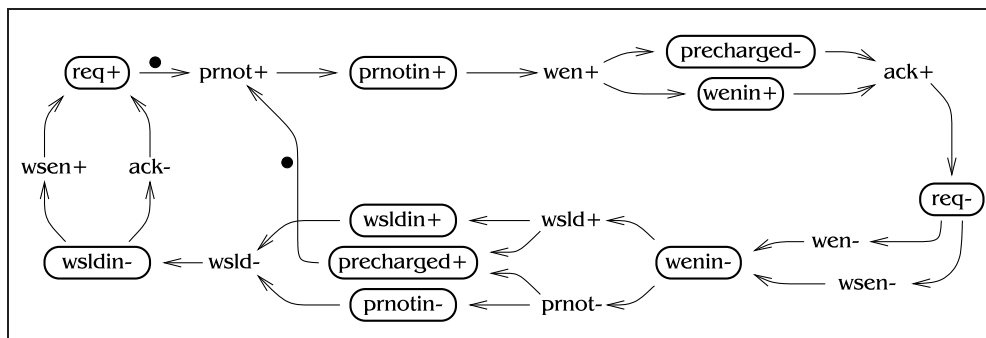 precharged-
req+ prnot+ prnotin+ wen+ ack+
wenin+
wsen+ ack-
req-
wsldin+ wsld+
wen-
wsldin- wsld- precharged+ wenin-
wsen-
prnotin- prnot-